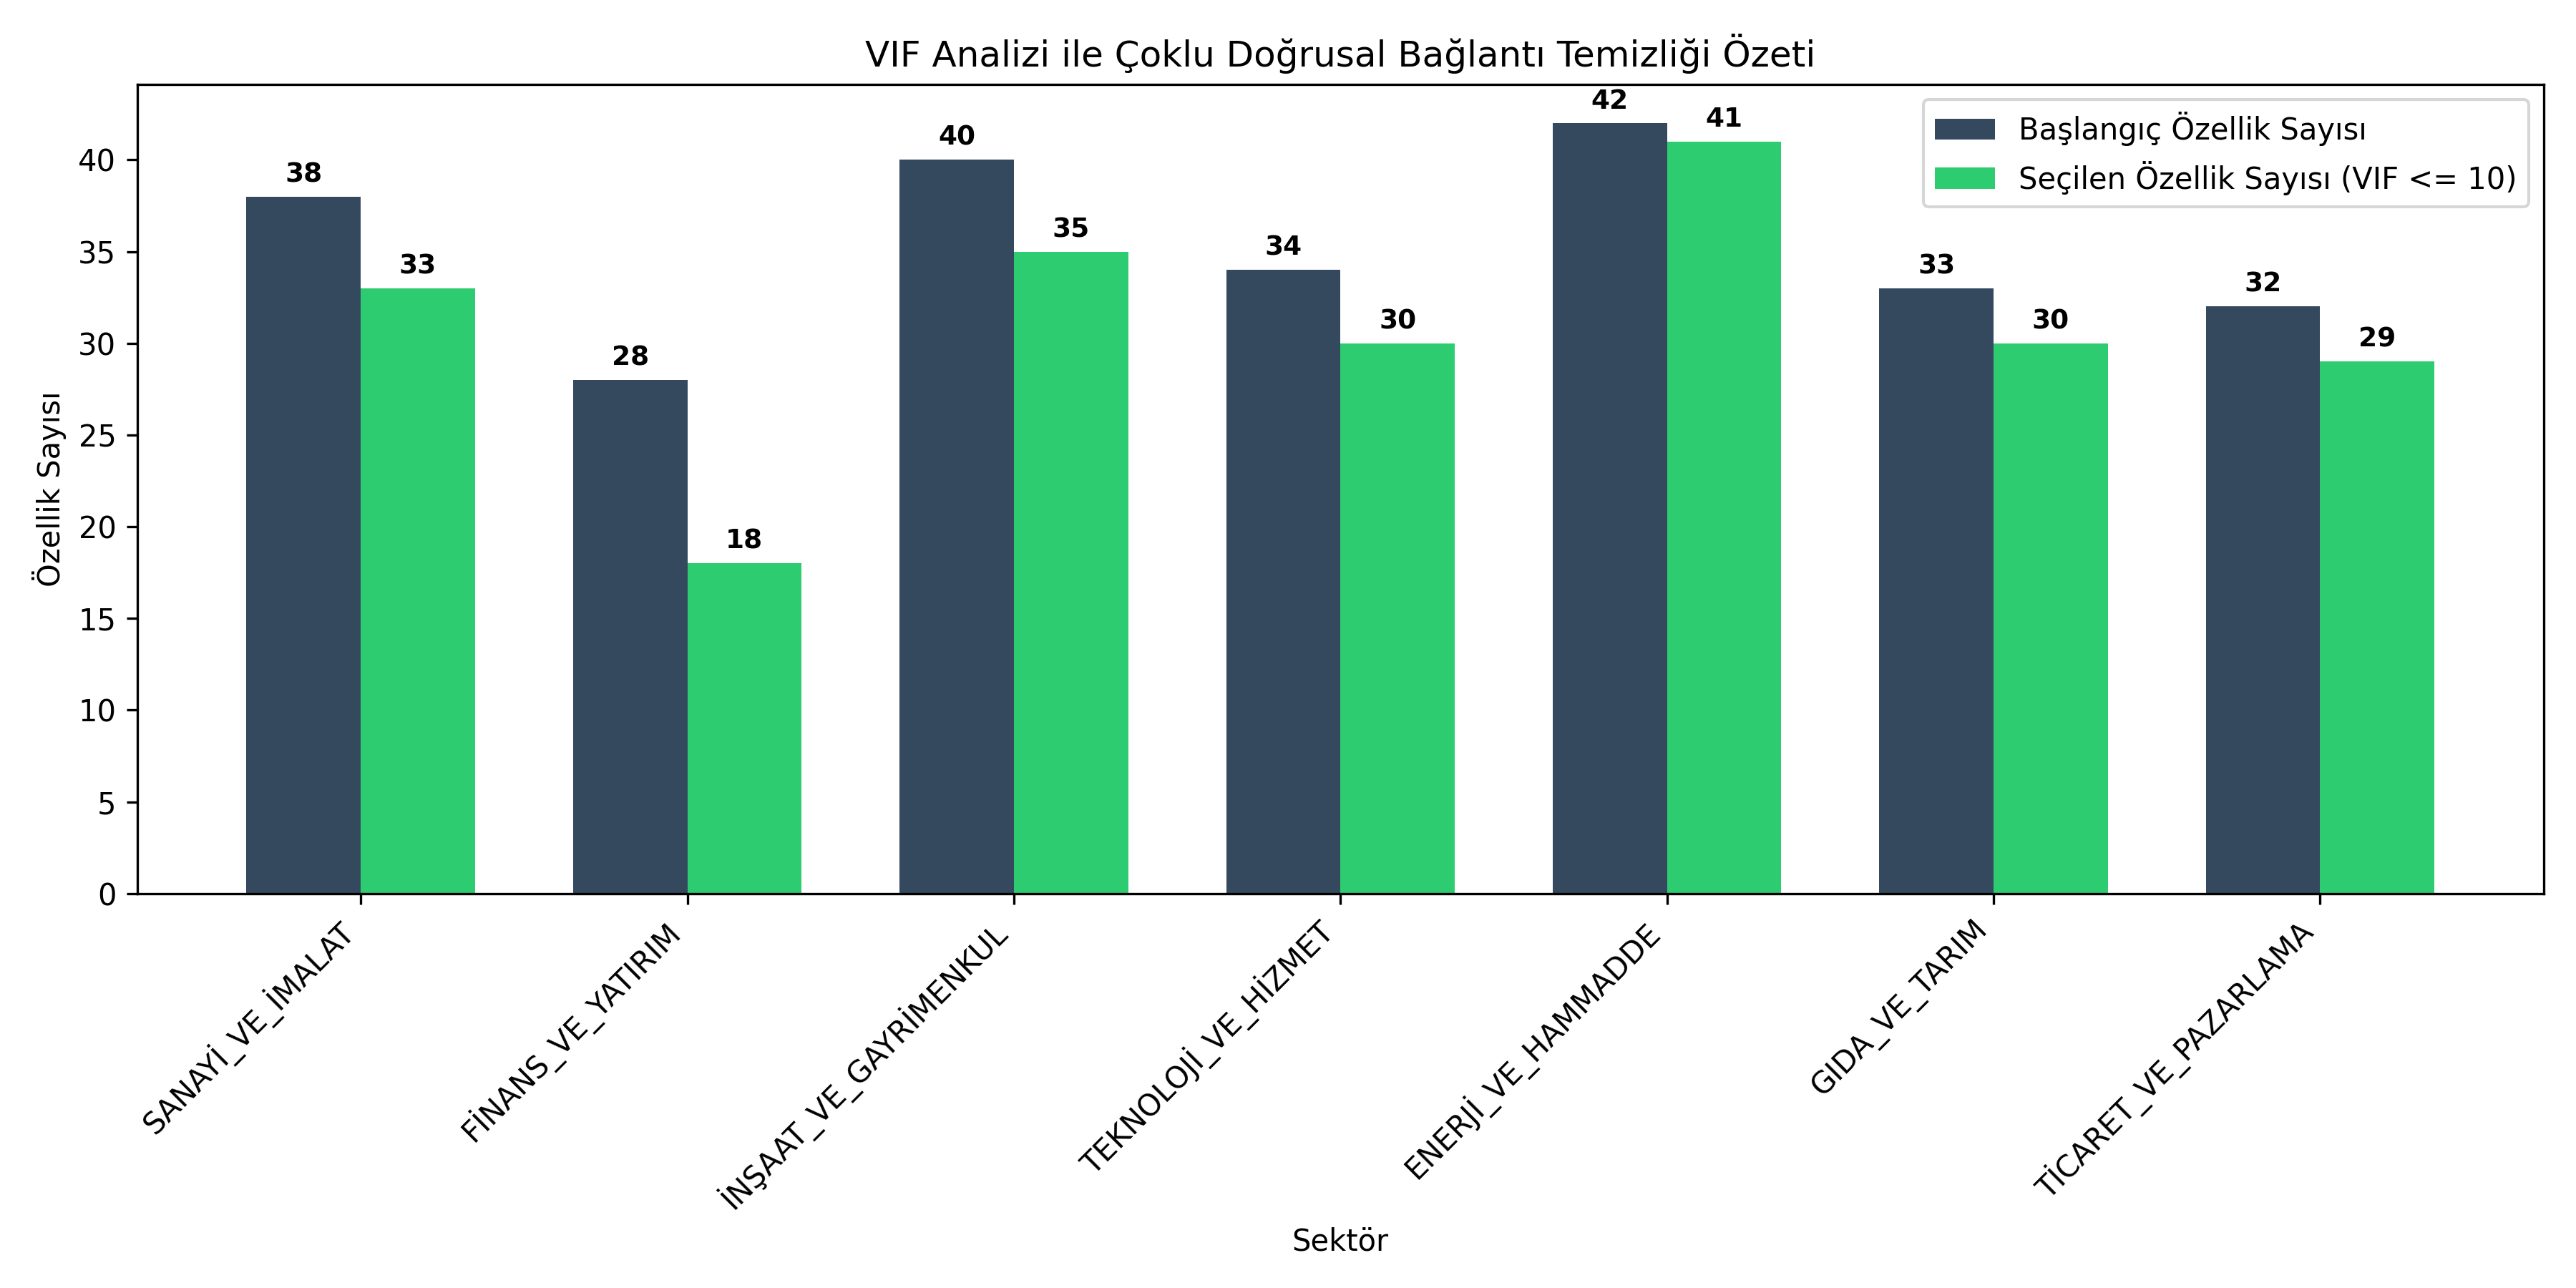 VIF Analizi ile Çoklu Doğrusal Bağlantı Temizliği Özeti
Başlangıç Özellik Sayısı
Seçilen Özellik Sayısı (VIF <= 10)
Özellik Sayısı
40
35
30
25
20
15
10
5
0
38
33
28
18
40
35
34
30
42
41
33
30
32
29
SANAYİ_VE_İMALAT
FİNANS_VE_YATIRIM
İNŞAAT_VE_GAYRİMENKUL
TEKNOLOJİ_VE_HİZMET
ENERJİ_VE_HAMMADDE
GIDA_VE_TARIM
TİCARET_VE_PAZARLAMA
Sektör